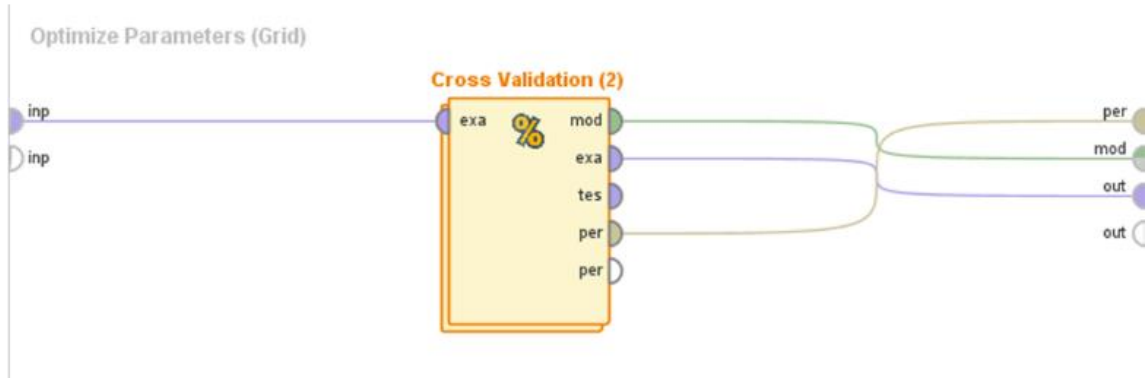 Optimize Parameters (Grid)
Cross Validation (2)
inp
inp
exa
%
mod
exa
tes
per
per
per
mod
out
out